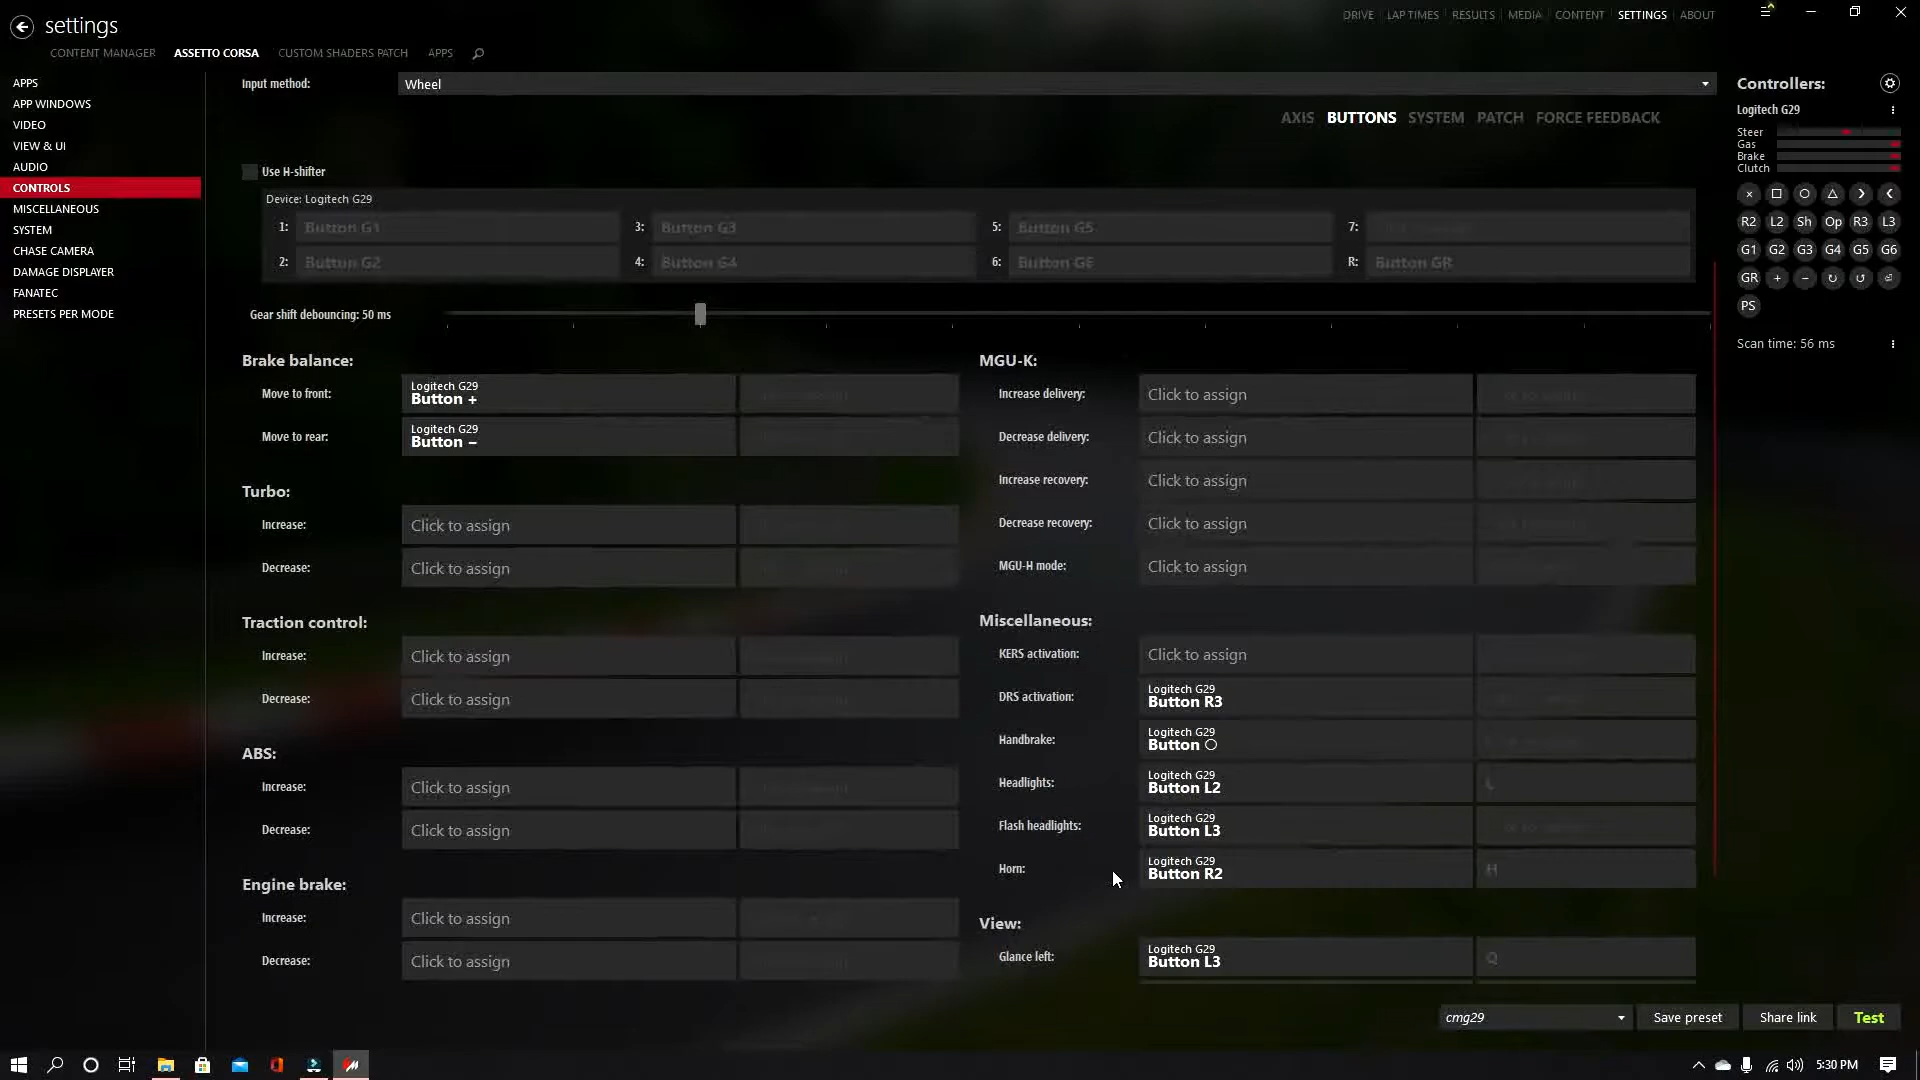 settings
DRIVE LAP TIMES RESULTS MEDIA CONTENT SETTINGS ABOUT
CONTENT MANAGER ASSETTO CORSA CUSTOM SHADERS PATCH APPS
APPS
APP WINDOWS
VIDEO
VIEW & UI
AUDIO
CONTROLS
MISCELLANEOUS
SYSTEM
CHASE CAMERA
DAMAGE DISPLAYER
FANATEC
PRESETS PER MODE
Input method: Wheel
AXIS BUTTONS SYSTEM PATCH FORCE FEEDBACK
Use H-shifter
Device: Logitech G29
1: Button G1 3: Button G3 5: Button G5 7:
2: Button G2 4: Button G4 6: Button G6 R: Button GR
Gear shift debouncing: 50 ms
Brake balance:
Move to front: Logitech G29
Button +
Move to rear: Logitech G29
Button −
Turbo:
Increase: Click to assign
Decrease: Click to assign
Traction control:
Increase: Click to assign
Decrease: Click to assign
ABS:
Increase: Click to assign
Decrease: Click to assign
Engine brake:
Increase: Click to assign
Decrease: Click to assign
MGU-K:
Increase delivery: Click to assign
Decrease delivery: Click to assign
Increase recovery: Click to assign
Decrease recovery: Click to assign
MGU-H mode: Click to assign
Miscellaneous:
KERS activation: Click to assign
DRS activation: Logitech G29
Button R3
Handbrake: Logitech G29
Button ○
Headlights: Logitech G29
Button L2 L
Flash headlights: Logitech G29
Button L3
Horn: Logitech G29
Button R2 H
View:
Glance left: Logitech G29
Button L3 Q
Controllers:
Logitech G29
Steer
Gas
Brake
Clutch
× □ ○ △ › ‹
R2 L2 Sh Op R3 L3
G1 G2 G3 G4 G5 G6
GR + − ↻ ↺ ⏎
PS
Scan time: 56 ms
cmg29 Save preset Share link Test
5:30 PM